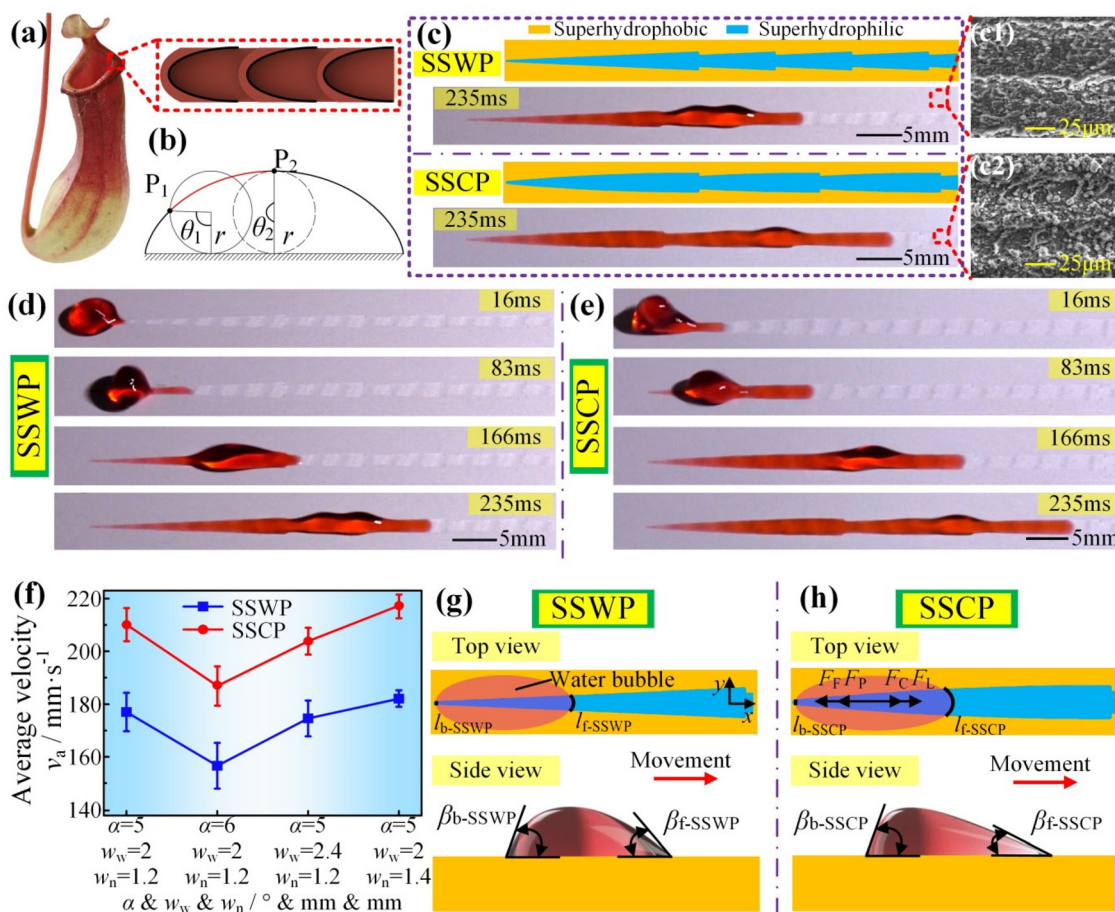 (a)
(b)
P1
P2
θ1
r
θ2
r
(c)
Superhydrophobic
Superhydrophilic
SSWP
235ms
5mm
SSCP
235ms
5mm
(c1)
25μm
(c2)
25μm
(d)
SSWP
16ms
83ms
166ms
235ms
5mm
(e)
SSCP
16ms
83ms
166ms
235ms
5mm
(f)
SSWP
SSCP
Average velocity
va / mm·s-1
220
200
180
160
140
α=5 α=6 α=5 α=5
ww=2 ww=2 ww=2.4 ww=2
wn=1.2 wn=1.2 wn=1.2 wn=1.4
α & ww & wn / ° & mm & mm
(g)
SSWP
Top view
Water bubble
y
x
lb-SSWP
lf-SSWP
Side view
Movement
βb-SSWP
βf-SSWP
(h)
SSCP
Top view
FF FP FC FL
lb-SSCP
lf-SSCP
Side view
Movement
βb-SSCP
βf-SSCP